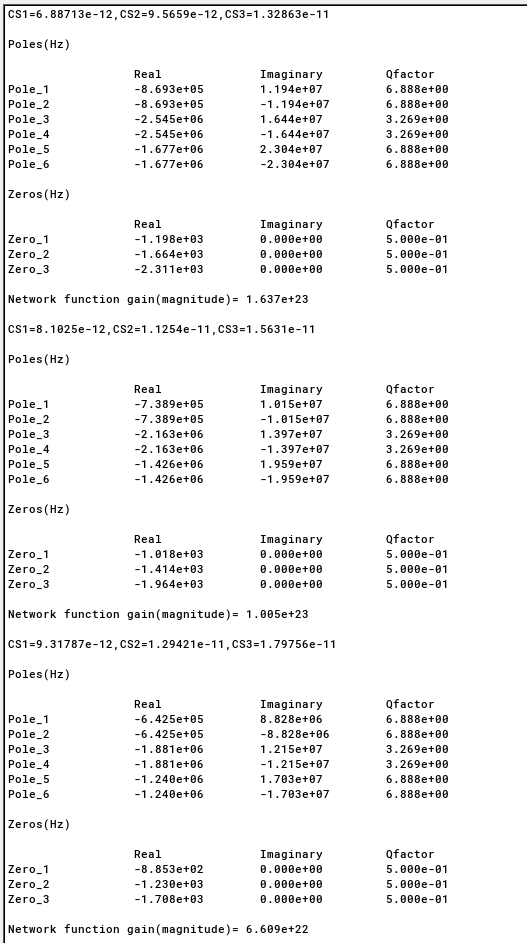 CS1=6.88713e-12,CS2=9.5659e-12,CS3=1.32863e-11
Poles(Hz)
Real Imaginary Qfactor
Pole_1 -8.693e+05 1.194e+07 6.888e+00
Pole_2 -8.693e+05 -1.194e+07 6.888e+00
Pole_3 -2.545e+06 1.644e+07 3.269e+00
Pole_4 -2.545e+06 -1.644e+07 3.269e+00
Pole_5 -1.677e+06 2.304e+07 6.888e+00
Pole_6 -1.677e+06 -2.304e+07 6.888e+00
Zeros(Hz)
Real Imaginary Qfactor
Zero_1 -1.198e+03 0.000e+00 5.000e-01
Zero_2 -1.664e+03 0.000e+00 5.000e-01
Zero_3 -2.311e+03 0.000e+00 5.000e-01
Network function gain(magnitude)= 1.637e+23
CS1=8.1025e-12,CS2=1.1254e-11,CS3=1.5631e-11
Poles(Hz)
Real Imaginary Qfactor
Pole_1 -7.389e+05 1.015e+07 6.888e+00
Pole_2 -7.389e+05 -1.015e+07 6.888e+00
Pole_3 -2.163e+06 1.397e+07 3.269e+00
Pole_4 -2.163e+06 -1.397e+07 3.269e+00
Pole_5 -1.426e+06 1.959e+07 6.888e+00
Pole_6 -1.426e+06 -1.959e+07 6.888e+00
Zeros(Hz)
Real Imaginary Qfactor
Zero_1 -1.018e+03 0.000e+00 5.000e-01
Zero_2 -1.414e+03 0.000e+00 5.000e-01
Zero_3 -1.964e+03 0.000e+00 5.000e-01
Network function gain(magnitude)= 1.005e+23
CS1=9.31787e-12,CS2=1.29421e-11,CS3=1.79756e-11
Poles(Hz)
Real Imaginary Qfactor
Pole_1 -6.425e+05 8.828e+06 6.888e+00
Pole_2 -6.425e+05 -8.828e+06 6.888e+00
Pole_3 -1.881e+06 1.215e+07 3.269e+00
Pole_4 -1.881e+06 -1.215e+07 3.269e+00
Pole_5 -1.240e+06 1.703e+07 6.888e+00
Pole_6 -1.240e+06 -1.703e+07 6.888e+00
Zeros(Hz)
Real Imaginary Qfactor
Zero_1 -8.853e+02 0.000e+00 5.000e-01
Zero_2 -1.230e+03 0.000e+00 5.000e-01
Zero_3 -1.708e+03 0.000e+00 5.000e-01
Network function gain(magnitude)= 6.609e+22